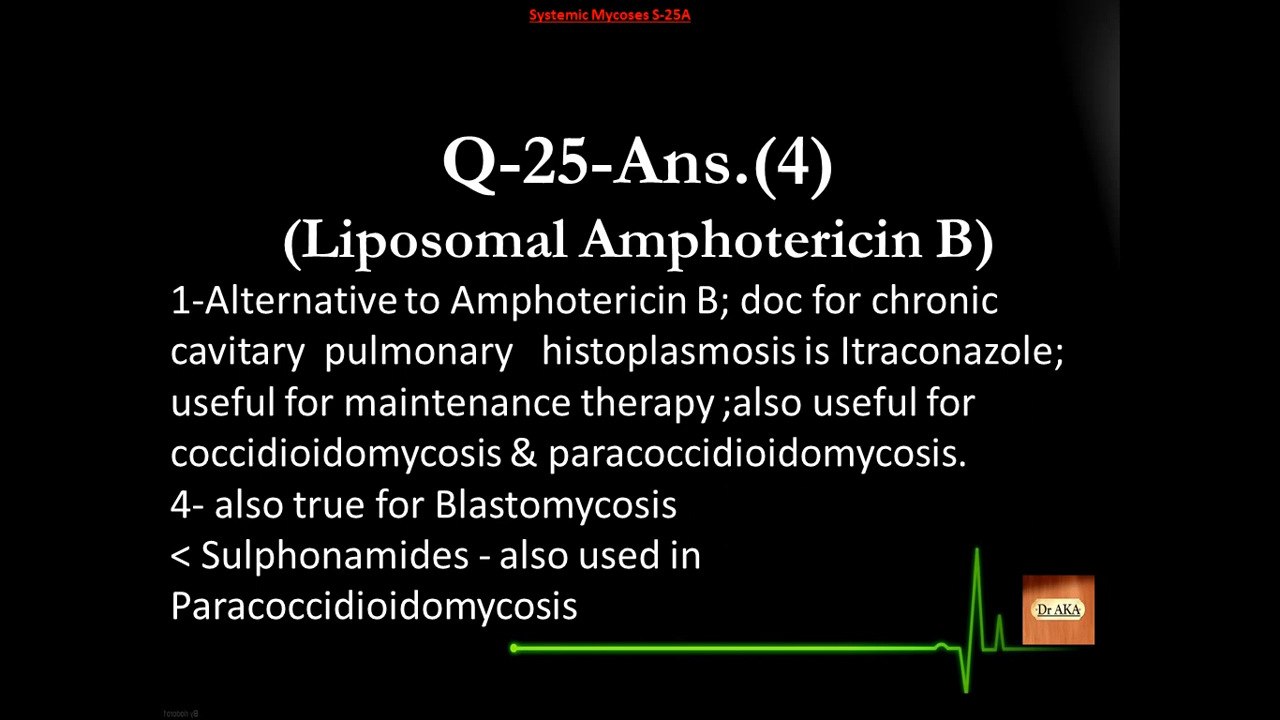 Systemic Mycoses S-25A
Q-25-Ans.(4)
(Liposomal Amphotericin B)
1-Alternative to Amphotericin B; doc for chronic
cavitary pulmonary histoplasmosis is Itraconazole;
useful for maintenance therapy ;also useful for
coccidioidomycosis & paracoccidioidomycosis.
4- also true for Blastomycosis
< Sulphonamides - also used in
Paracoccidioidomycosis
Dr AKA